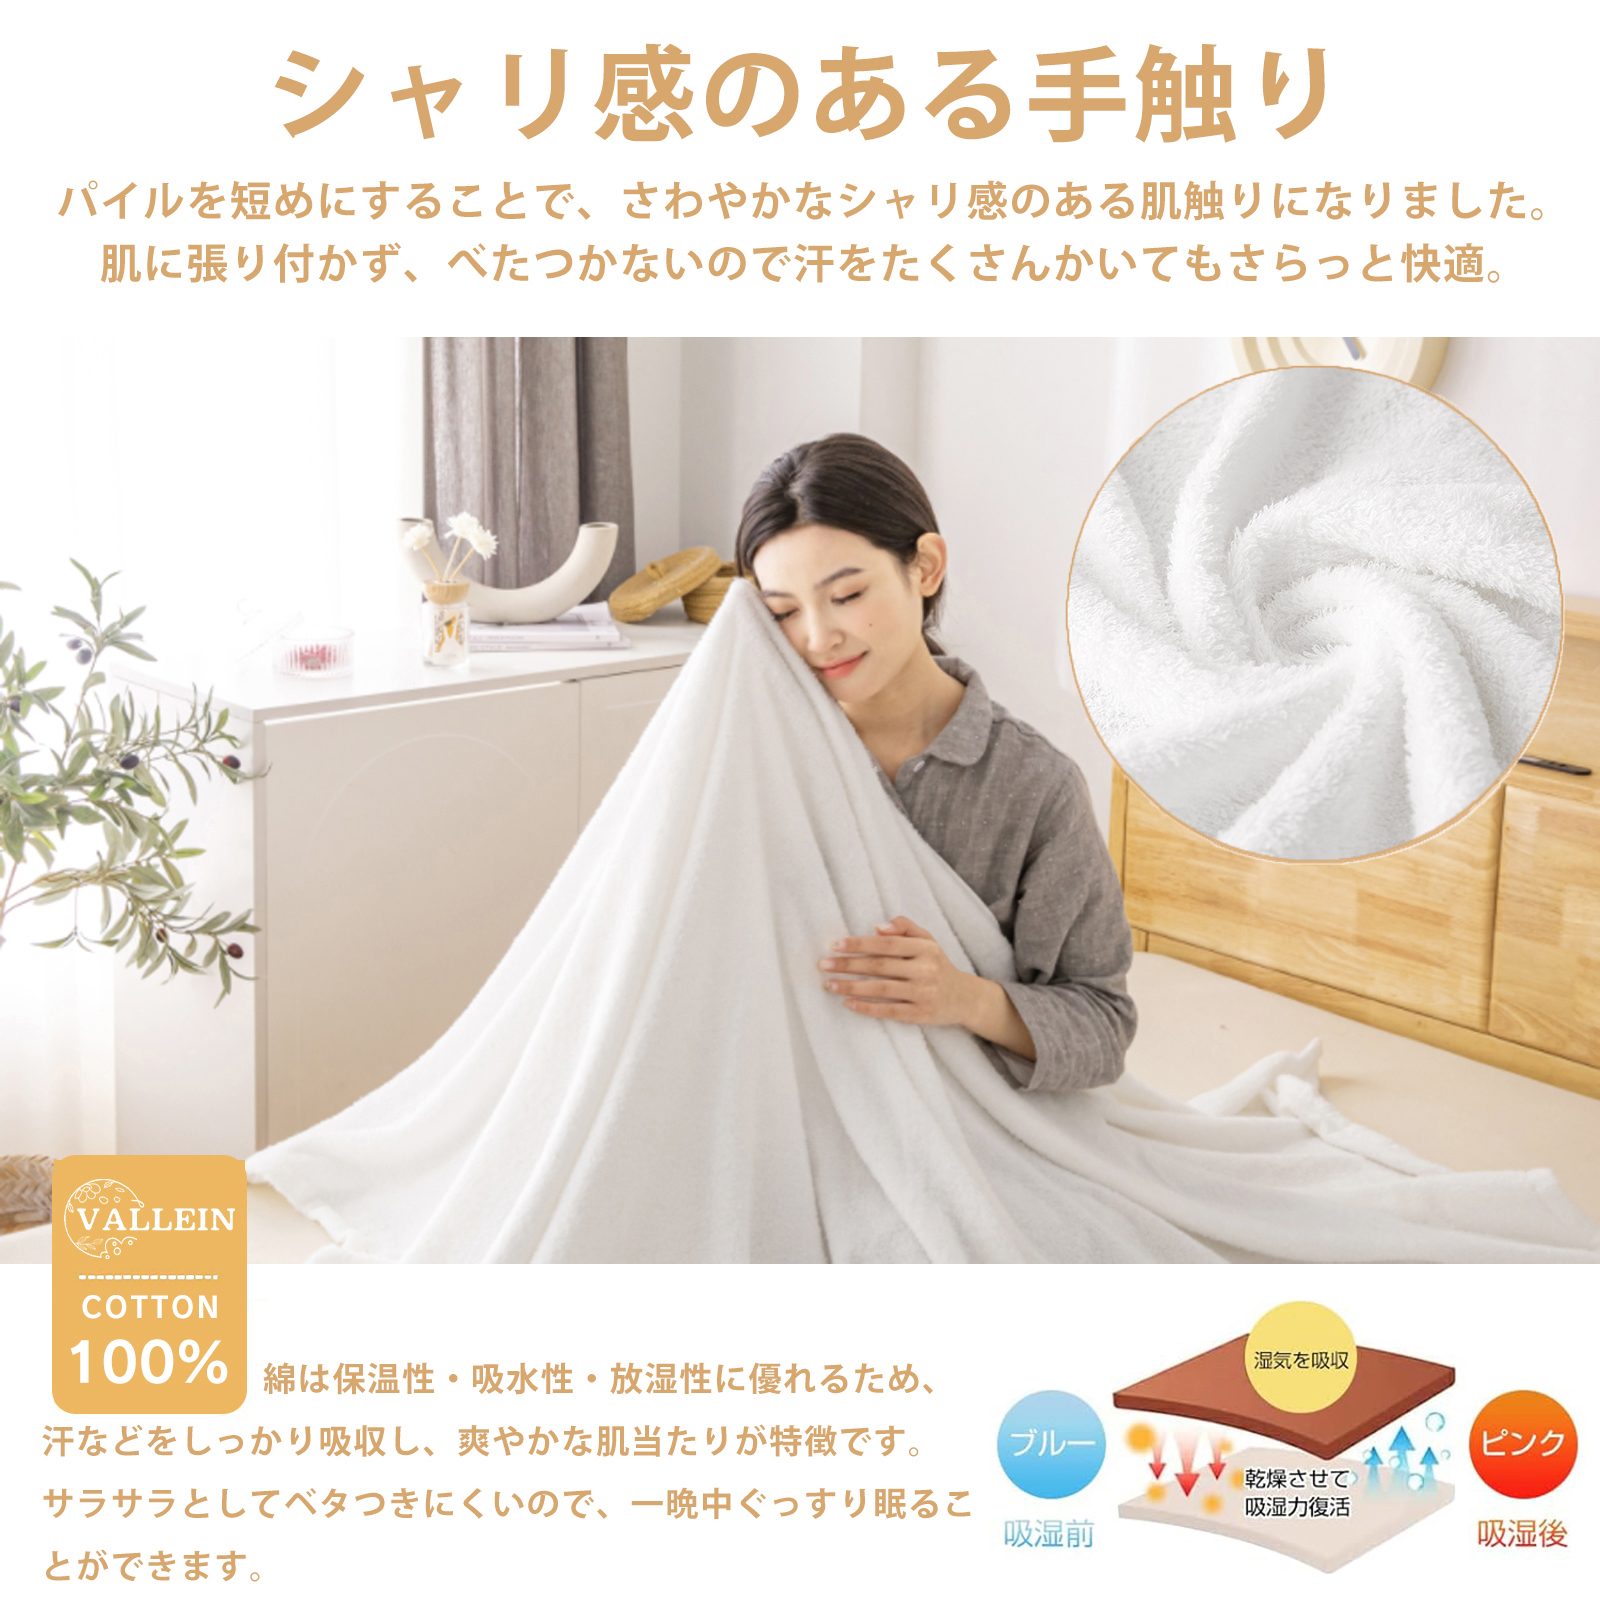 シャリ感のある手触り
パイルを短めにすることで、さわやかなシャリ感のある肌触りになりました。
肌に張り付かず、べたつかないので汗をたくさんかいてもさらっと快適。
VALLEIN
COTTON
100%
綿は保温性・吸水性・放湿性に優れるため、
汗などをしっかり吸収し、爽やかな肌当たりが特徴です。
サラサラとしてベタつきにくいので、一晩中ぐっすり眠るこ
とができます。
湿気を吸収
ブルー
吸湿前
乾燥させて
吸湿力復活
ピンク
吸湿後